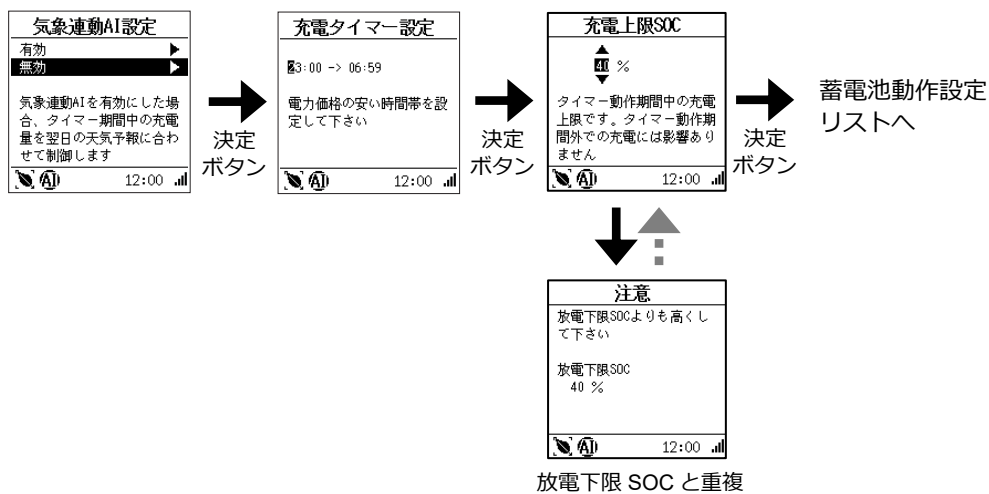 気象連動AI設定
有効
無効
気象連動AIを有効にした場
合、タイマー期間中の充電
量を翌日の天気予報に合わ
せて制御します
AI 12:00
決定
ボタン
充電タイマー設定
23:00 -> 06:59
電力価格の安い時間帯を設
定して下さい
AI 12:00
決定
ボタン
充電上限SOC
40 %
タイマー動作期間中の充電
上限です。タイマー動作期
間外での充電には影響あり
ません
AI 12:00
決定
ボタン
蓄電池動作設定
リストへ
注意
放電下限SOCよりも高くし
て下さい
放電下限SOC
40 %
AI 12:00
放電下限 SOC と重複